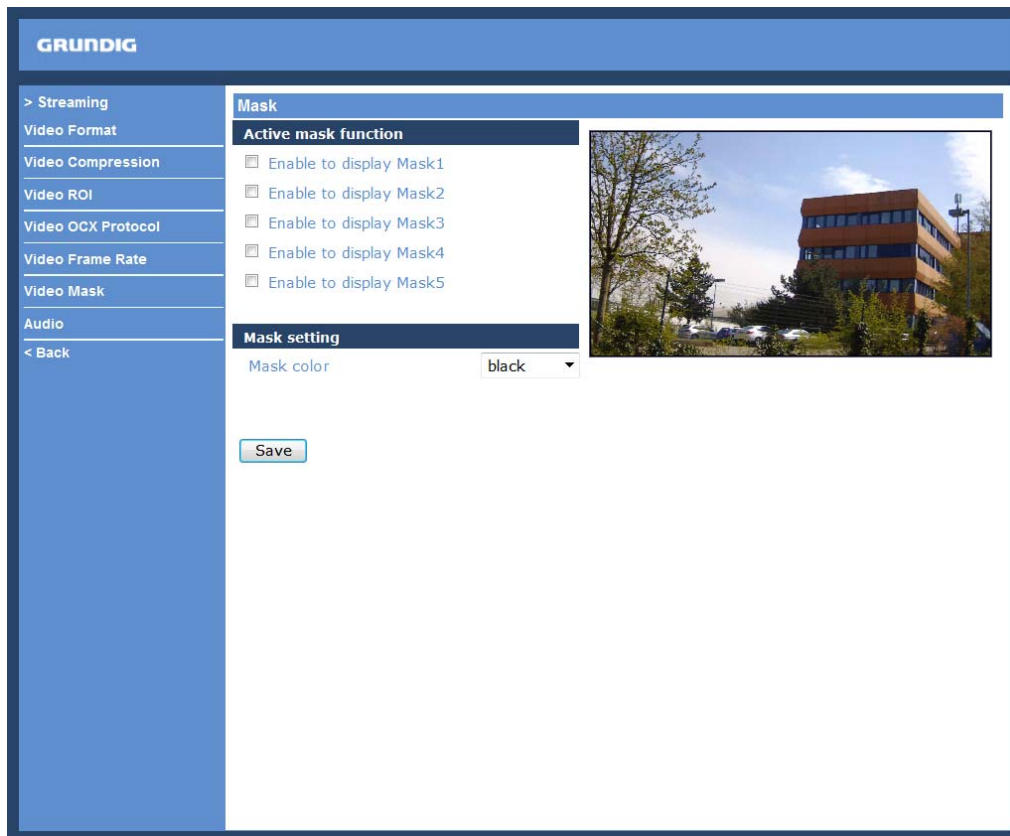 GRUNDIG
> Streaming
Video Format
Video Compression
Video ROI
Video OCX Protocol
Video Frame Rate
Video Mask
Audio
< Back
Mask
Active mask function
Enable to display Mask1
Enable to display Mask2
Enable to display Mask3
Enable to display Mask4
Enable to display Mask5
Mask setting
Mask color black
Save